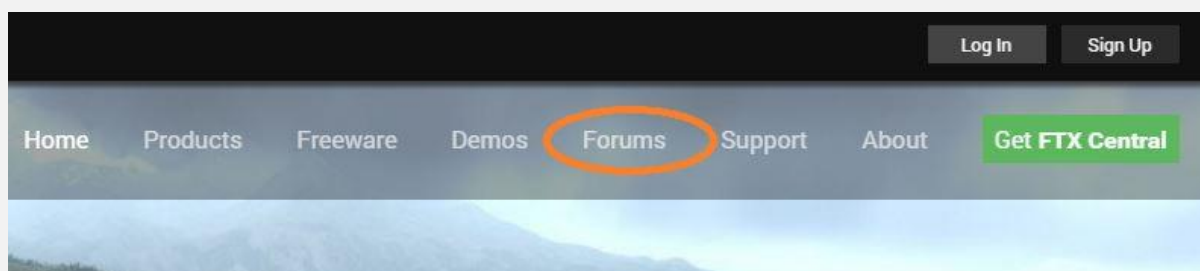 Log In Sign Up
Home Products Freeware Demos Forums Support About Get FTX Central